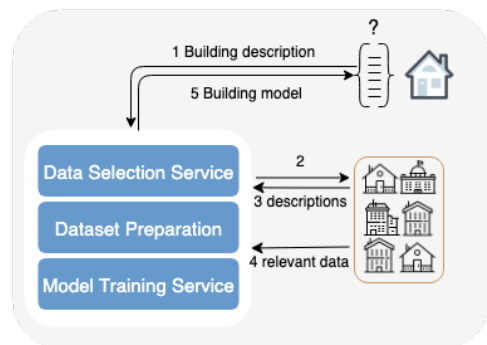 ?
1 Building description
5 Building model
Data Selection Service
2
3 descriptions
Dataset Preparation
4 relevant data
Model Training Service